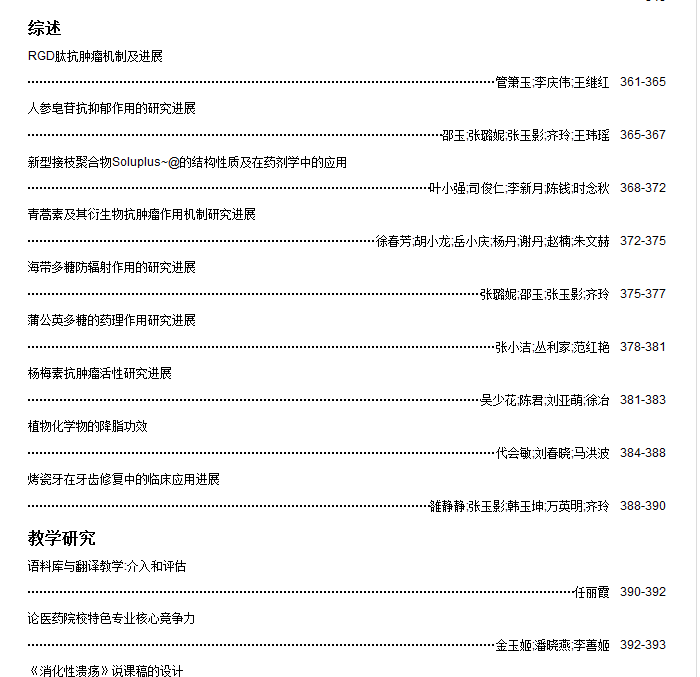 综述
RGD肽抗肿瘤机制及进展
管箫玉;李庆伟;王继红 361-365
人参皂苷抗抑郁作用的研究进展
邵玉;张璐妮;张玉影;齐玲;王玮瑶 365-367
新型接枝聚合物Soluplus~@的结构性质及在药剂学中的应用
叶小强;司俊仁;李新月;陈钱;时念秋 368-372
青蒿素及其衍生物抗肿瘤作用机制研究进展
徐春芳;胡小龙;岳小庆;杨丹;谢丹;赵楠;朱文赫 372-375
海带多糖防辐射作用的研究进展
张璐妮;邵玉;张玉影;齐玲 375-377
蒲公英多糖的药理作用研究进展
张小洁;丛利家;范红艳 378-381
杨梅素抗肿瘤活性研究进展
吴少花;陈君;刘亚萌;徐冶 381-383
植物化学物的降脂功效
代会敏;刘春晓;马洪波 384-388
烤瓷牙在牙齿修复中的临床应用进展
雒静静;张玉影;韩玉坤;万英明;齐玲 388-390
教学研究
语料库与翻译教学:介入和评估
任丽霞 390-392
论医药院校特色专业核心竞争力
金玉姬;潘晓燕;李善姬 392-393
《消化性溃疡》说课稿的设计